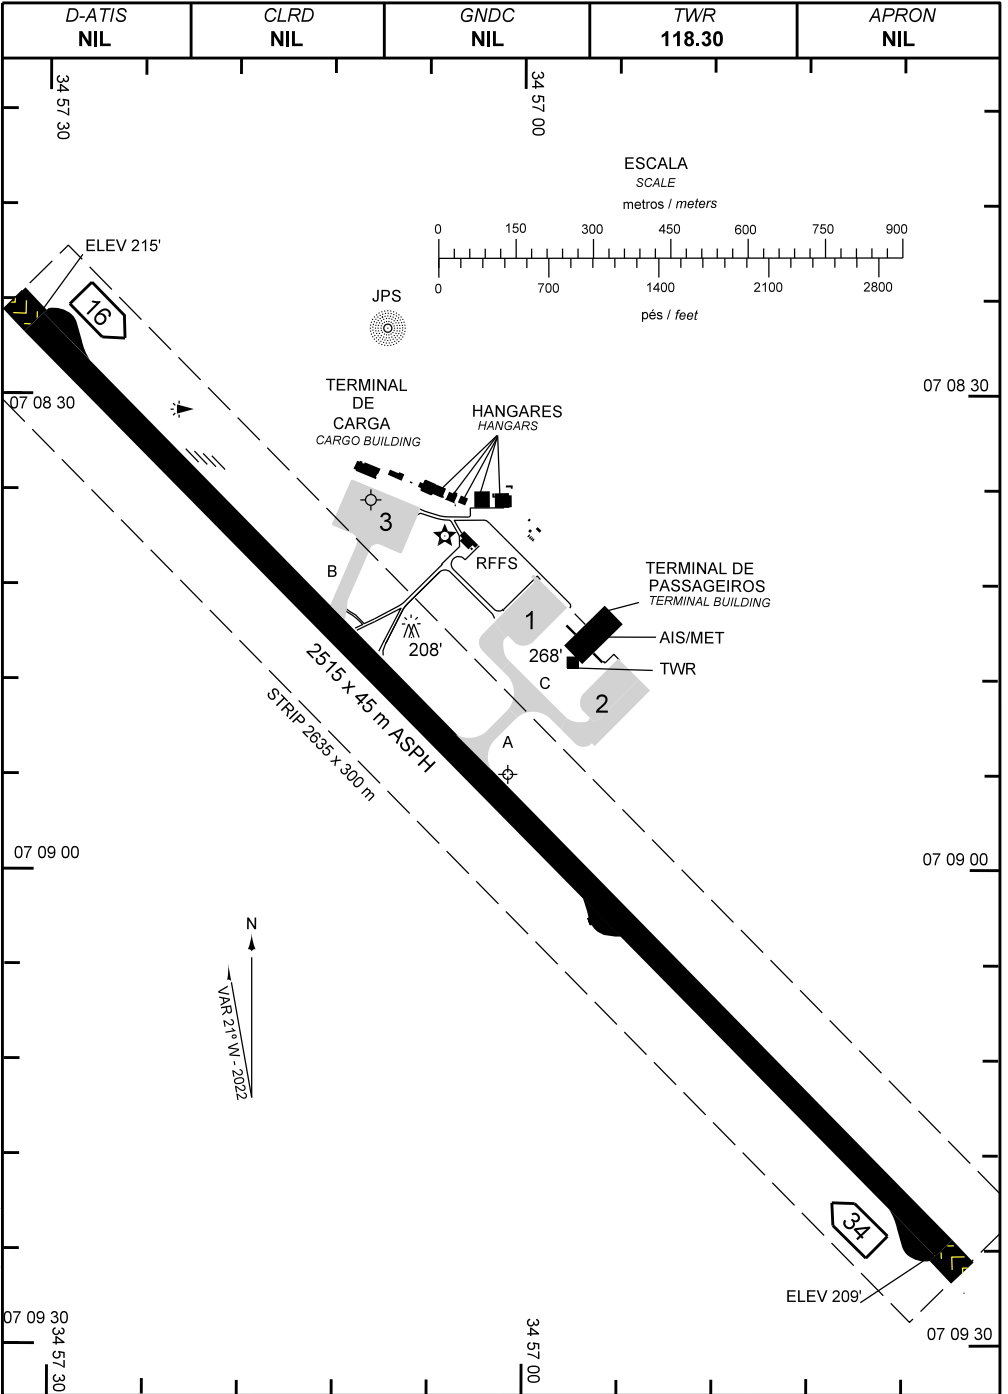 D-ATIS
NIL
CLRD
NIL
GNDC
NIL
TWR
118.30
APRON
NIL
34 57 30
34 57 00
ESCALA
SCALE
metros / meters
0 150 300 450 600 750 900
0 700 1400 2100 2800
pés / feet
ELEV 215'
16
JPS
07 08 30
07 08 30
TERMINAL
DE
CARGA
CARGO BUILDING
HANGARES
HANGARS
3
B
RFFS
TERMINAL DE
PASSAGEIROS
TERMINAL BUILDING
1
AIS/MET
208'
268'
TWR
C
2
A
2515 x 45 m ASPH
STRIP 2635 x 300 m
07 09 00
07 09 00
N
VAR 21° W - 2022
34
ELEV 209'
07 09 30
07 09 30
34 57 30
34 57 00